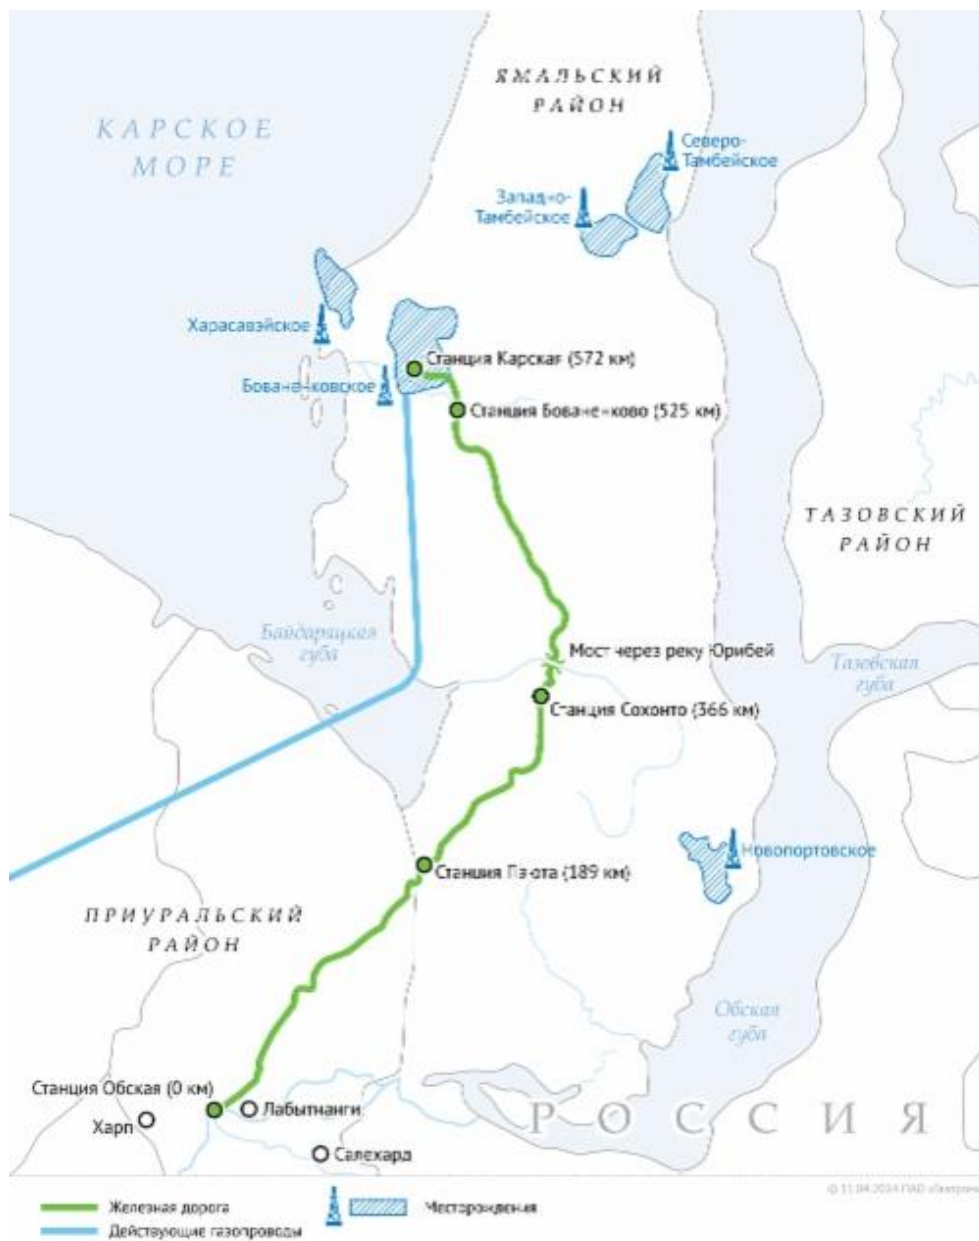 ЯМАЛЬСКИЙ
РАЙОН
КАРСКОЕ
МОРЕ
Северо-
Тамбейское
Западно-
Тамбейское
Харасавэйское
Станция Карская (572 км)
Бованенковское
Станция Бованенково (525 км)
ТАЗОВСКИЙ
РАЙОН
Байдарацкая
губа
Мост через реку Юрибей
Тазовская
губа
Станция Сохонто (366 км)
Новопортовское
Станция (189 км)
ПРИУРАЛЬСКИЙ
РАЙОН
Обская
губа
Станция Обская (0 км)
Лабытнанги
Харп
РОССИЯ
Салехард
Железная дорога
Месторождения
Действующие газопроводы